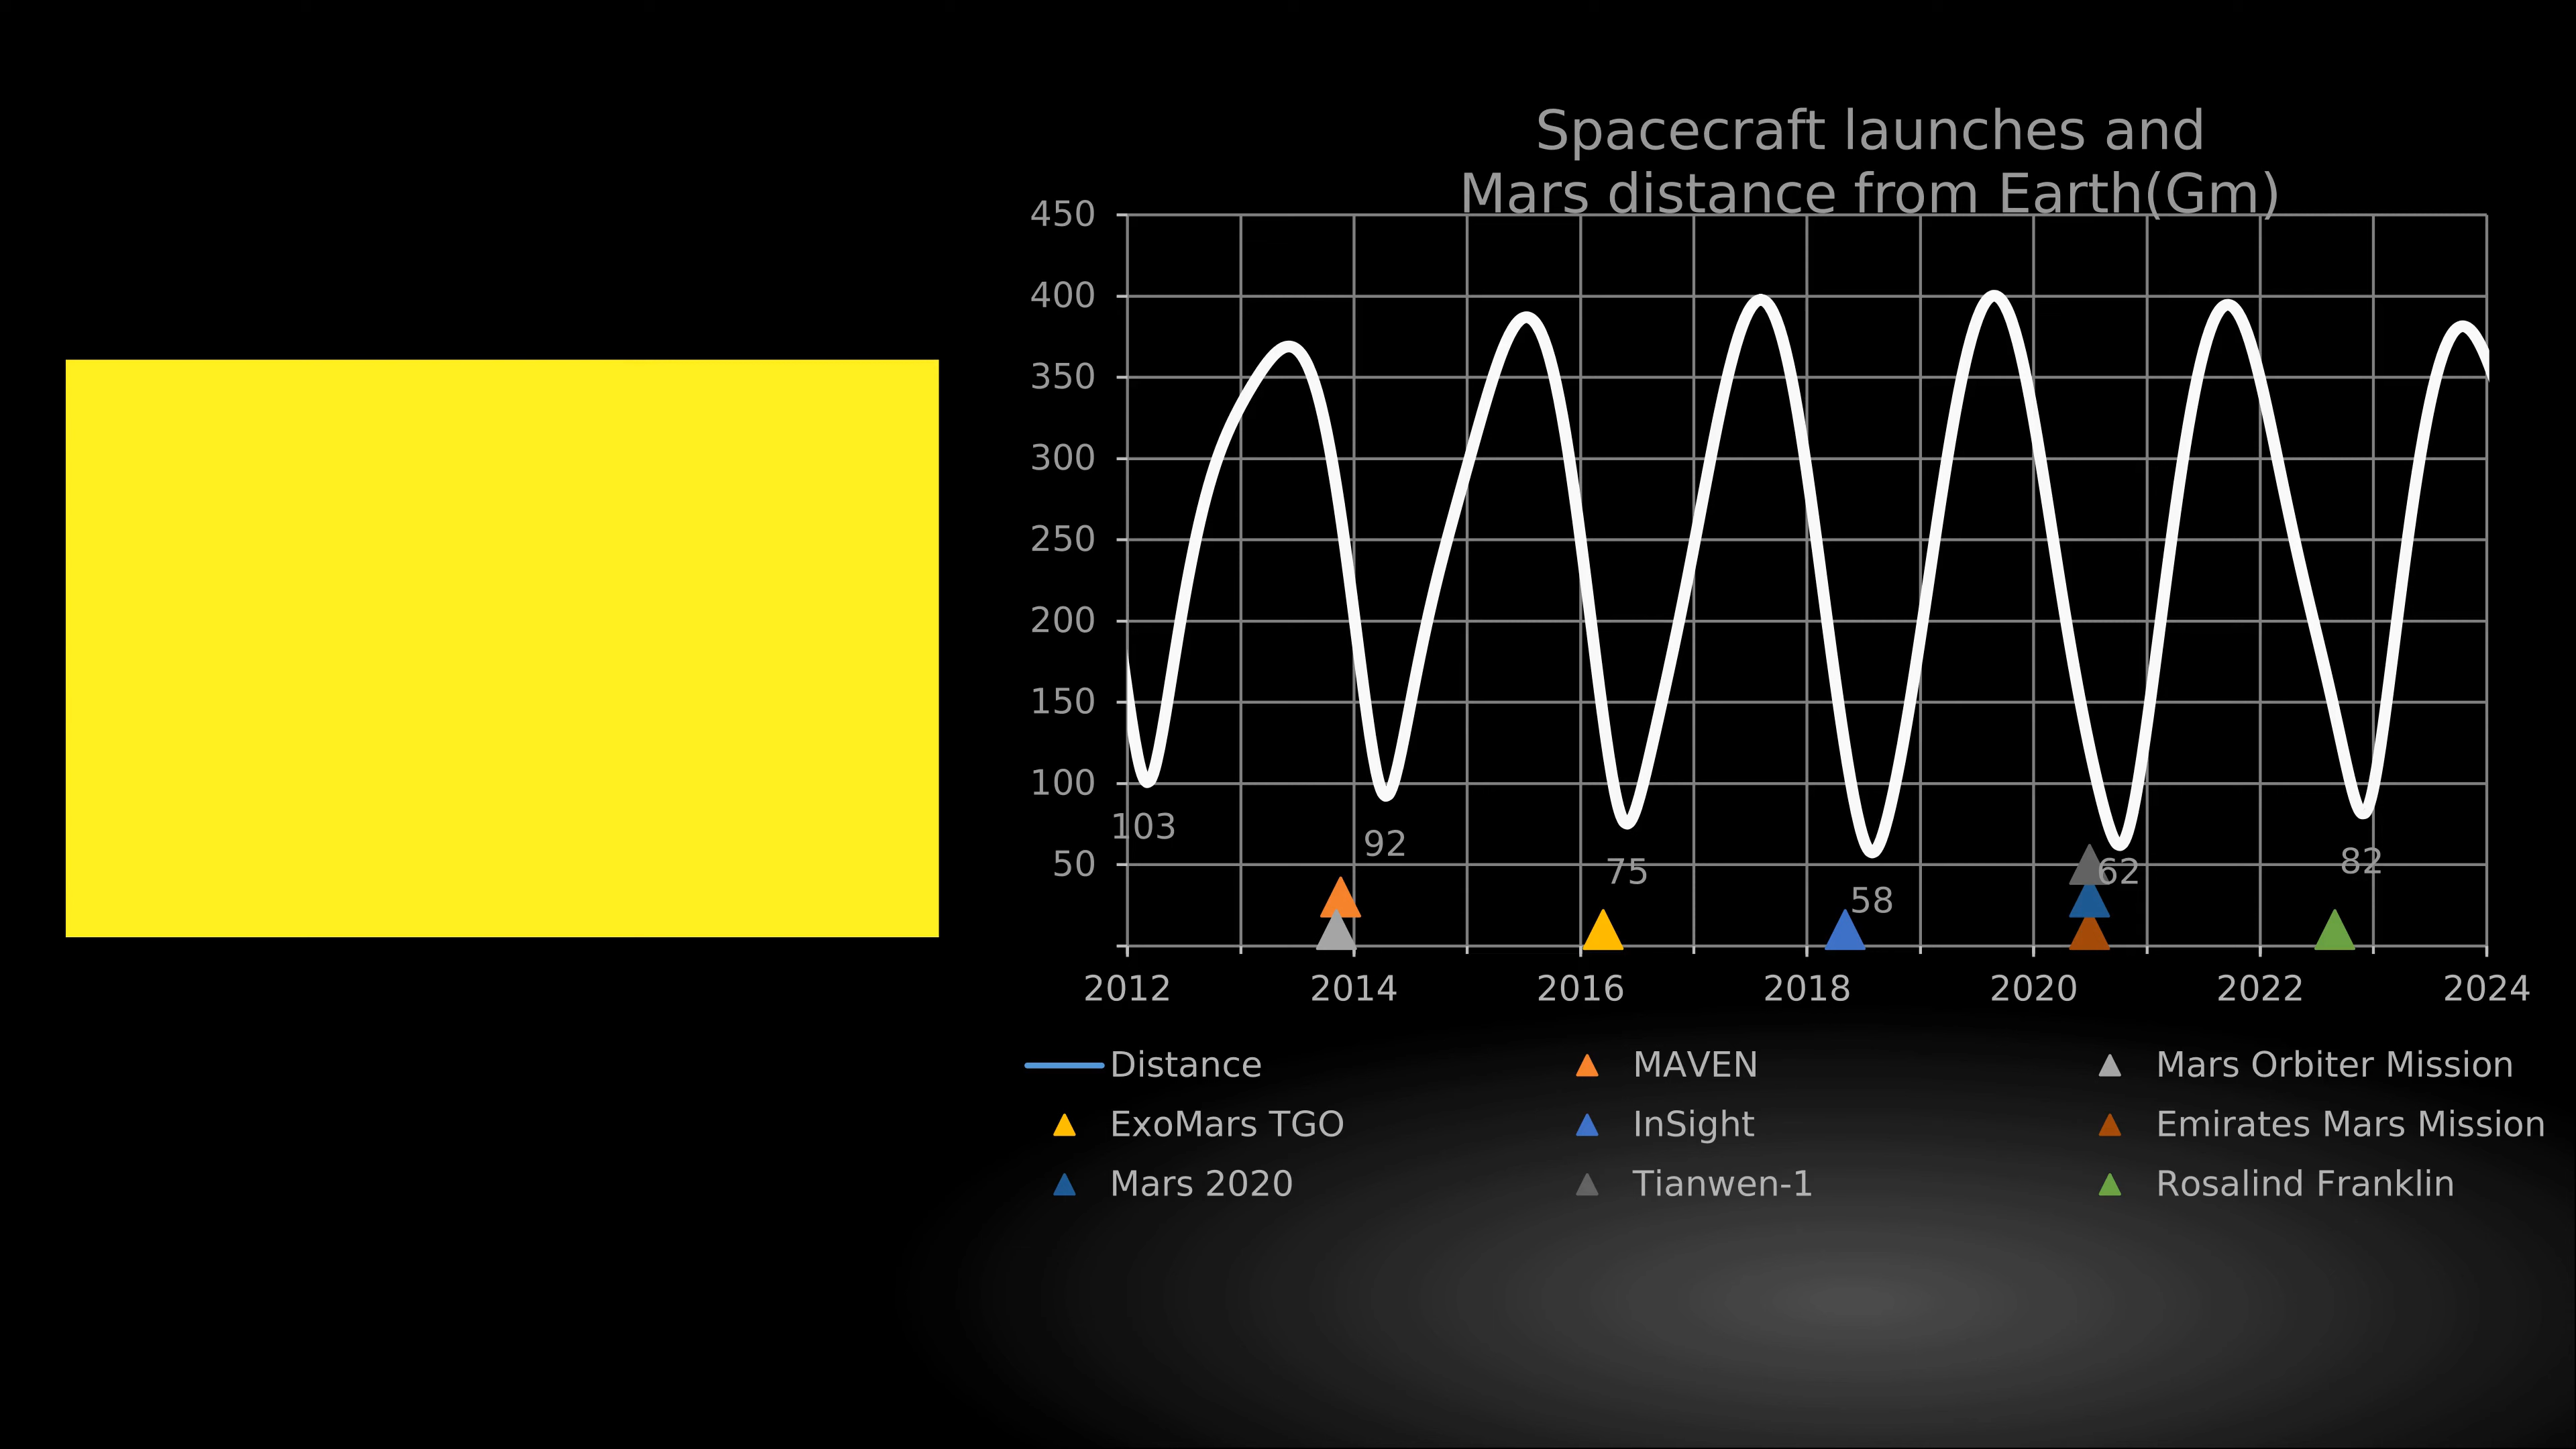 Spacecraft launches and
Mars distance from Earth(Gm)
450
400
350
300
250
200
150
100
50
103
92
75
58
62
82
2012 2014 2016 2018 2020 2022 2024
Distance MAVEN Mars Orbiter Mission
ExoMars TGO InSight Emirates Mars Mission
Mars 2020 Tianwen-1 Rosalind Franklin